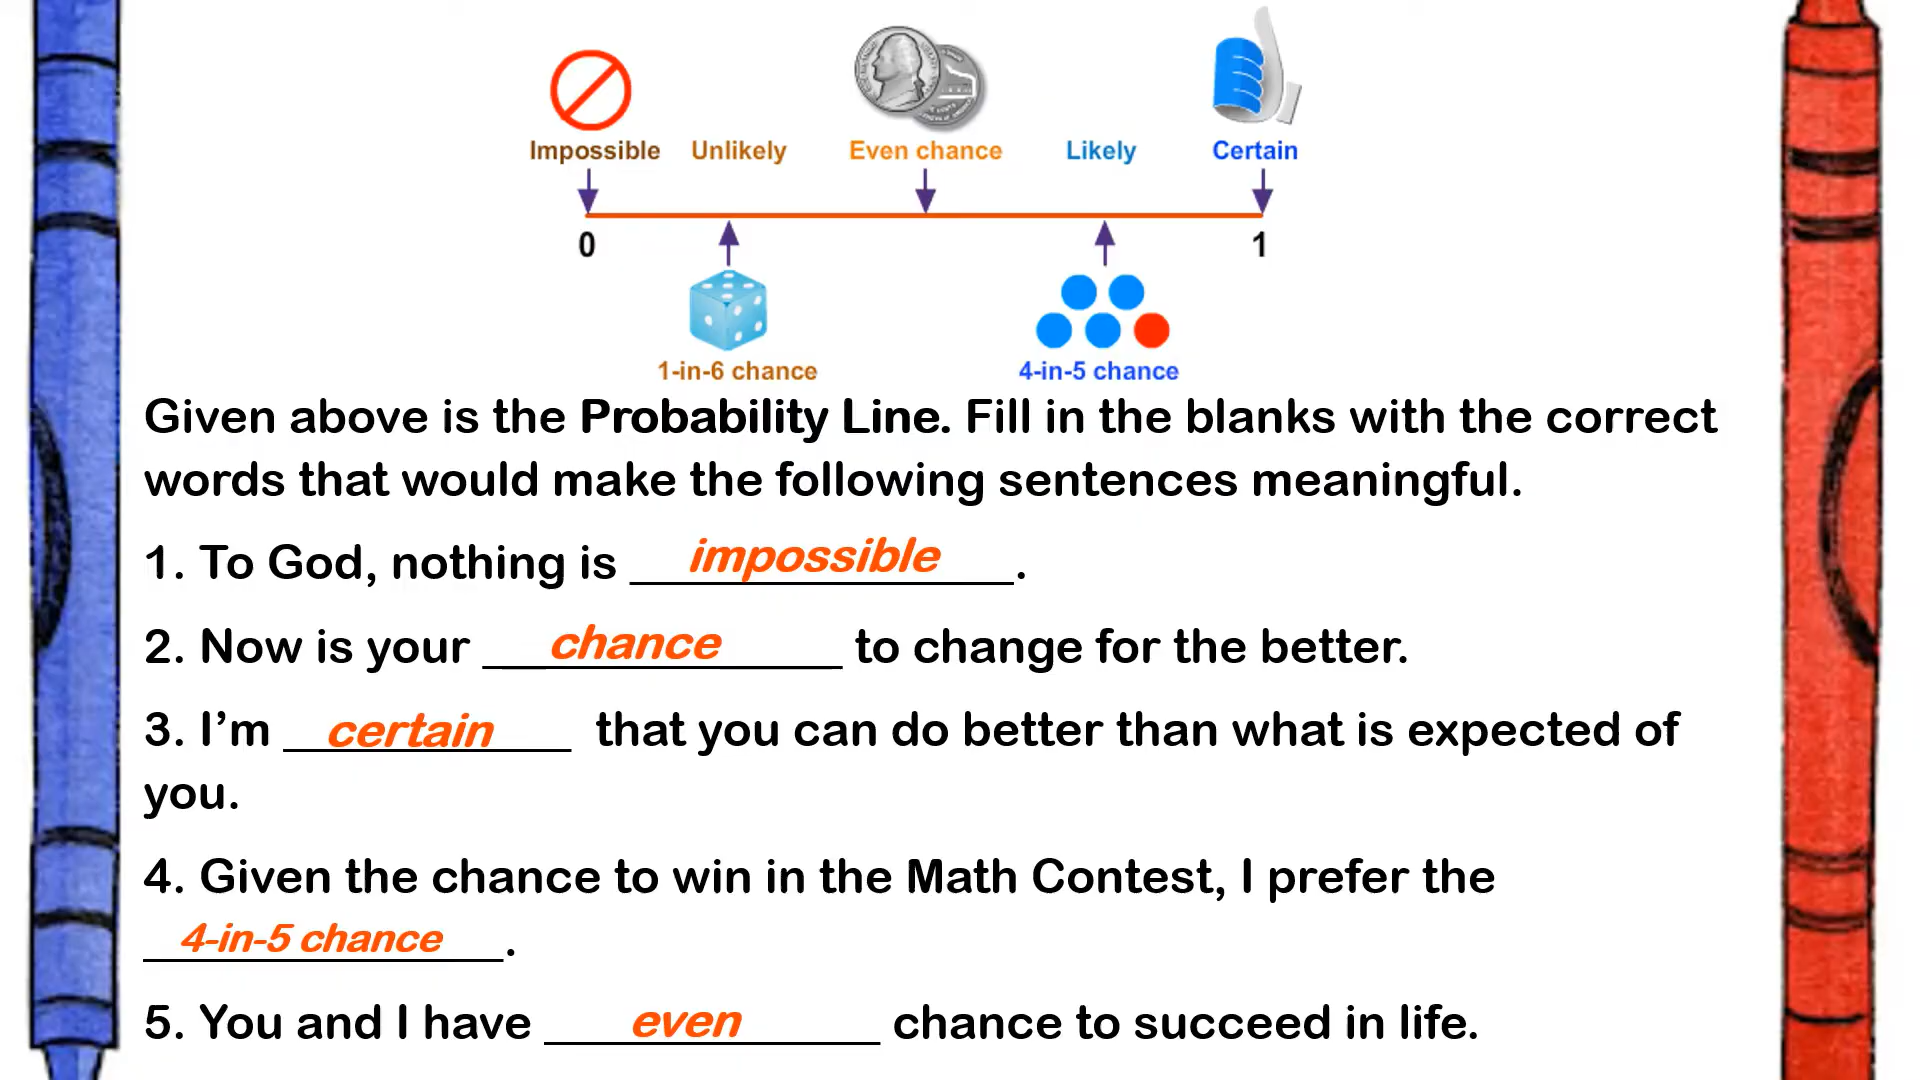 Impossible Unlikely Even chance Likely Certain
0 1
1-in-6 chance 4-in-5 chance
Given above is the Probability Line. Fill in the blanks with the correct
words that would make the following sentences meaningful.
1. To God, nothing is impossible.
2. Now is your chance to change for the better.
3. I’m certain that you can do better than what is expected of
you.
4. Given the chance to win in the Math Contest, I prefer the
4-in-5 chance.
5. You and I have even chance to succeed in life.